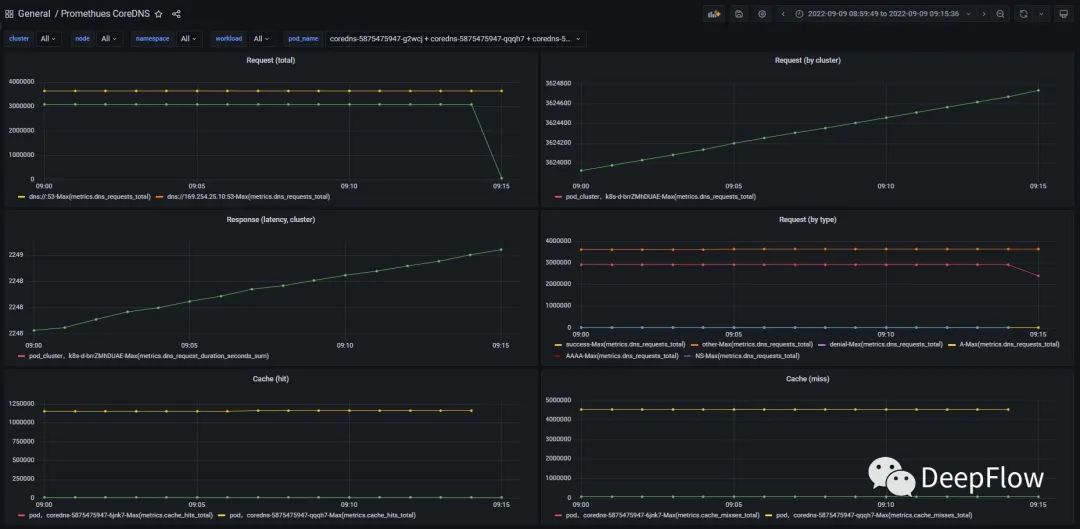 General / Promethues CoreDNS
2022-09-09 08:59:49 to 2022-09-09 09:15:36
cluster All node All namespace All workload All pod_name coredns-5875475947-g2wcj + coredns-5875475947-qqqh7 + coredns-5...
Request (total)
4000000
3000000
2000000
1000000
0
09:00 09:05 09:10 09:15
dns://:53-Max(metrics.dns_requests_total) dns://169.254.25.10:53-Max(metrics.dns_requests_total)
Request (by cluster)
3624800
3624600
3624400
3624200
3624000
09:00 09:05 09:10 09:15
pod_cluster, k8s-d-brrZMhDUAE-Max(metrics.dns_requests_total)
Response (latency, cluster)
2249
2248
2248
2248
09:00 09:05 09:10 09:15
pod_cluster, k8s-d-brrZMhDUAE-Max(metrics.dns_request_duration_seconds_sum)
Request (by type)
4000000
3000000
2000000
1000000
0
09:00 09:05 09:10 09:15
success-Max(metrics.dns_requests_total) other-Max(metrics.dns_requests_total) denial-Max(metrics.dns_requests_total) A-Max(metrics.dns_requests_total)
AAAA-Max(metrics.dns_requests_total) NS-Max(metrics.dns_requests_total)
Cache (hit)
1250000
1000000
750000
500000
250000
0
09:00 09:05 09:10 09:15
pod, coredns-5875475947-6jnk7-Max(metrics.cache_hits_total) pod, coredns-5875475947-qqqh7-Max(metrics.cache_hits_total)
Cache (miss)
5000000
4000000
3000000
2000000
1000000
0
09:00 09:05 09:10 09:15
pod, coredns-5875475947-6jnk7-Max(metrics.cache_misses_total) pod, coredns-5875475947-qqqh7-Max(metrics.cache_misses_total)
DeepFlow